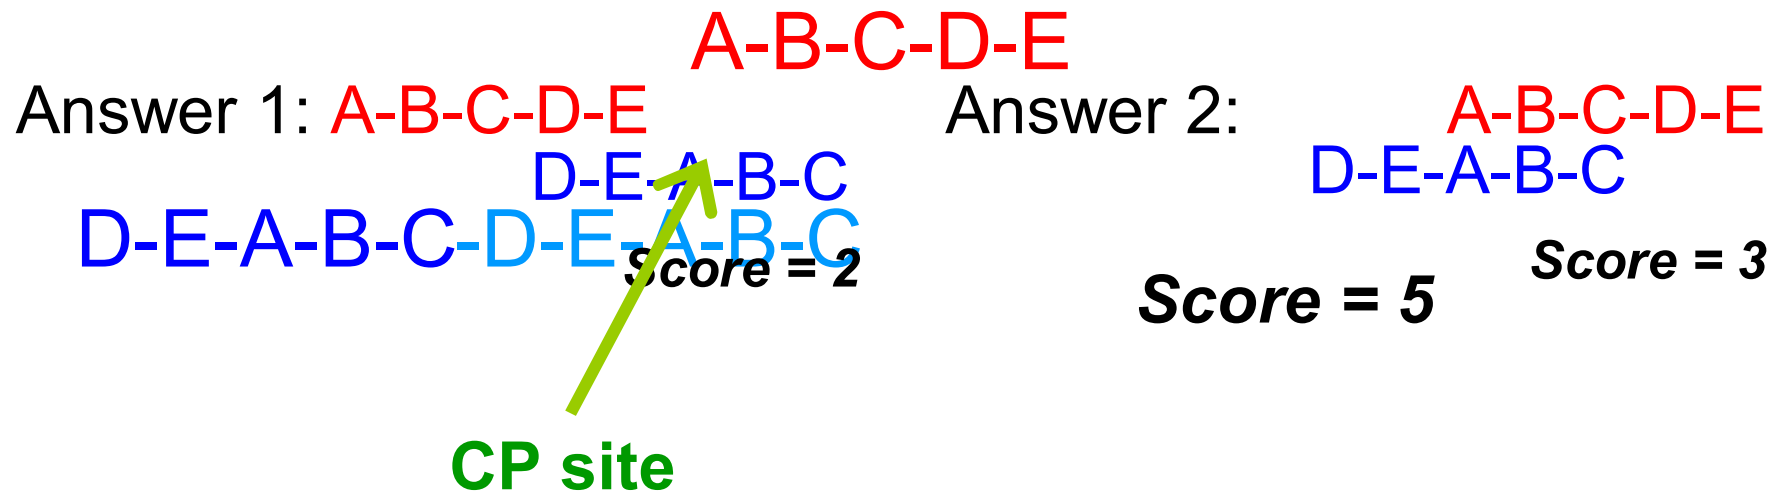 A-B-C-D-E
Answer 1: A-B-C-D-E
Answer 2: A-B-C-D-E
D-E-A-B-C
D-E-A-B-C
D-E-A-B-C-D-E-A-B-C
Score = 2
Score = 3
Score = 5
CP site